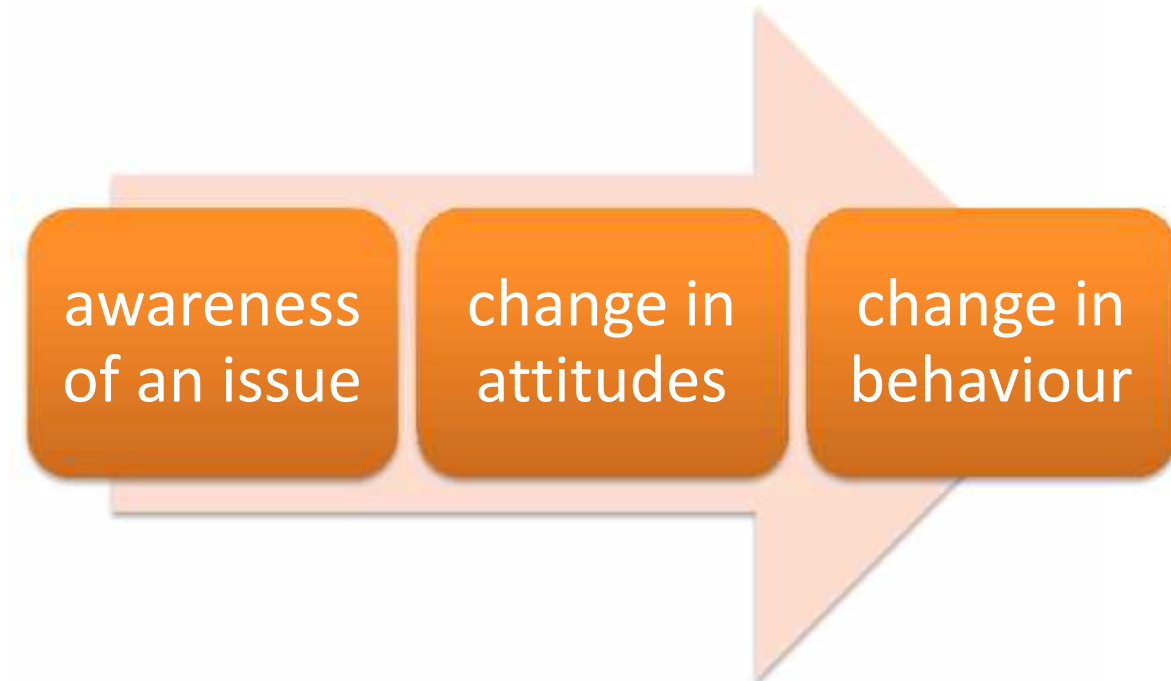 awareness
of an issue
change in
attitudes
change in
behaviour